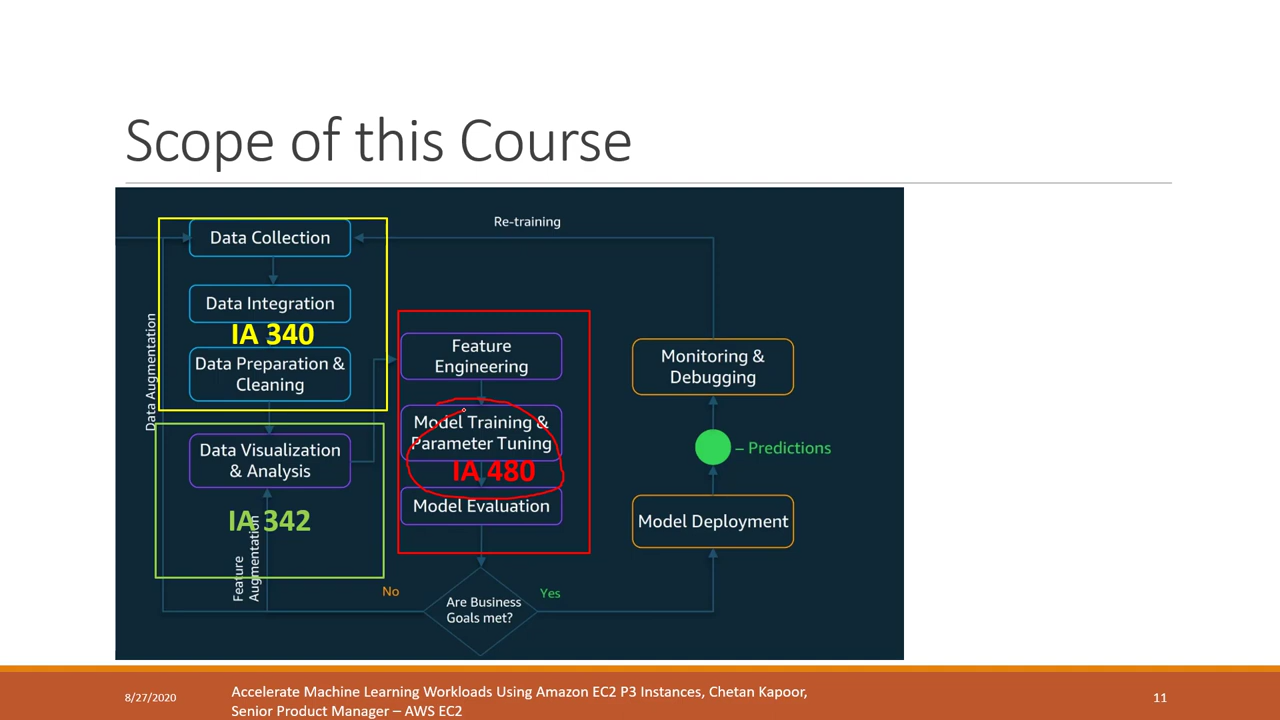 Scope of this Course
Re-training
Data Collection
Data Integration
IA 340
Data Preparation &
Cleaning
Data Augmentation
Data Visualization
& Analysis
IA 342
Feature
Augmentation
Feature
Engineering
Model Training &
Parameter Tuning
IA 480
Model Evaluation
No
Are Business
Goals met?
Yes
Monitoring &
Debugging
– Predictions
Model Deployment
8/27/2020
Accelerate Machine Learning Workloads Using Amazon EC2 P3 Instances, Chetan Kapoor,
Senior Product Manager – AWS EC2
11